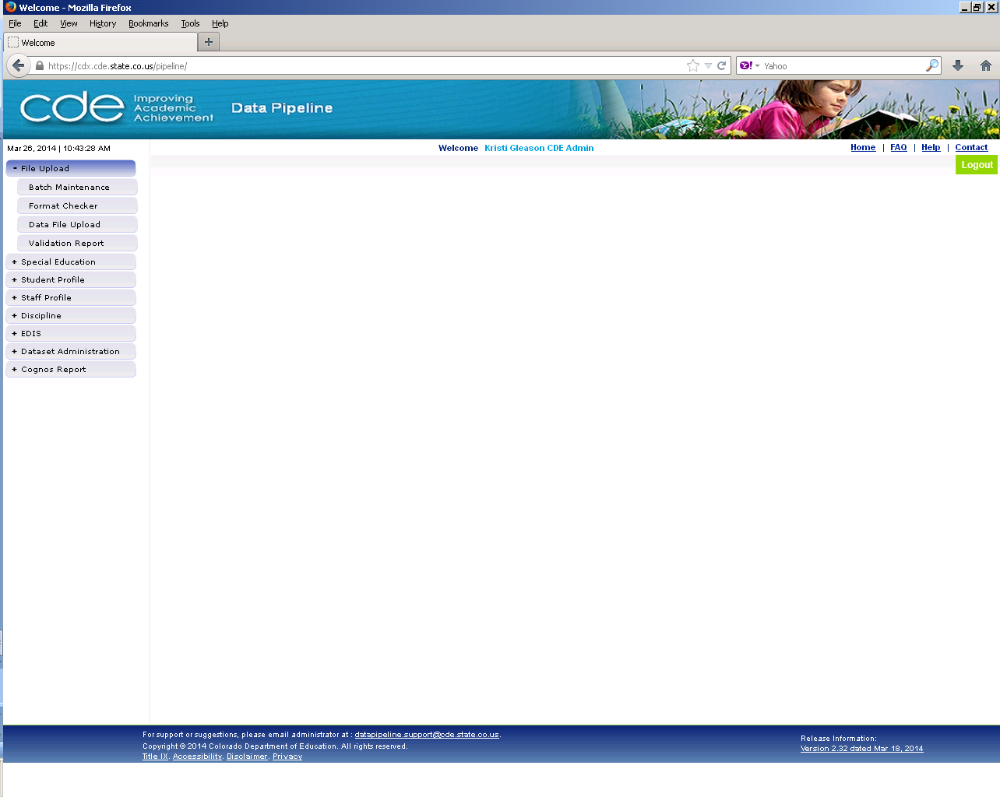 Welcome - Mozilla Firefox
File Edit View History Bookmarks Tools Help
Welcome
https://cdx.cde.state.co.us/pipeline/
Y! Yahoo
cde Improving
Academic
Achievement
Data Pipeline
Mar 26, 2014 | 10:43:28 AM
Welcome Kristi Gleason CDE Admin
Home | FAQ | Help | Contact
Logout
- File Upload
Batch Maintenance
Format Checker
Data File Upload
Validation Report
+ Special Education
+ Student Profile
+ Staff Profile
+ Discipline
+ EDIS
+ Dataset Administration
+ Cognos Report
For support or suggestions, please email administrator at : datapipeline.support@cde.state.co.us.
Copyright © 2014 Colorado Department of Education. All rights reserved.
Title IX. Accessibility. Disclaimer. Privacy
Release Information:
Version 2.32 dated Mar 18, 2014